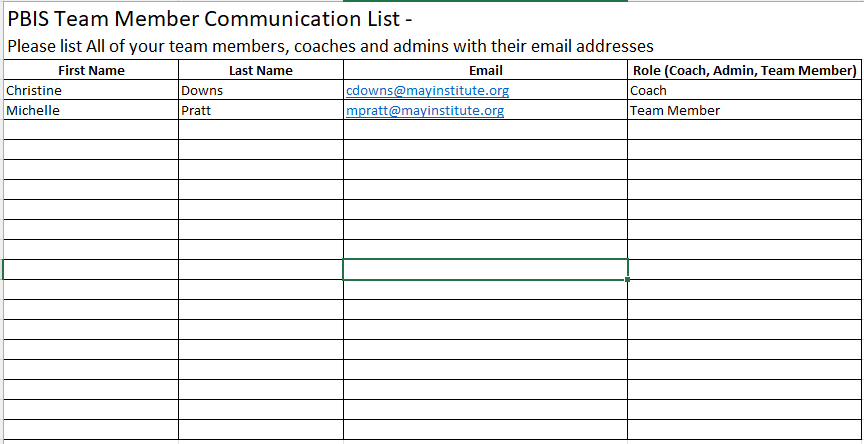 PBIS Team Member Communication List -
Please list All of your team members, coaches and admins with their email addresses
First Name Last Name Email Role (Coach, Admin, Team Member)
Christine Downs cdowns@mayinstitute.org Coach
Michelle Pratt mpratt@mayinstitute.org Team Member